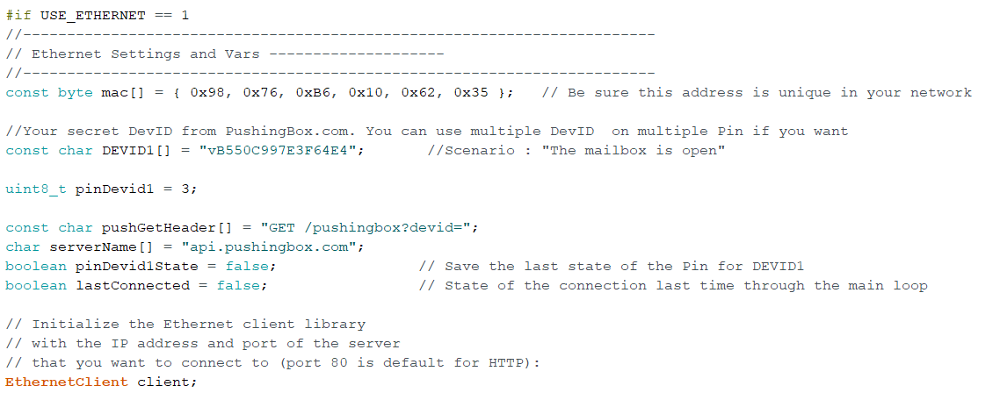 #if USE_ETHERNET == 1
//------------------------------------------------------------------------
// Ethernet Settings and Vars --------------------
//------------------------------------------------------------------------
const byte mac[] = { 0x98, 0x76, 0xB6, 0x10, 0x62, 0x35 };   // Be sure this address is unique in your network
//Your secret DevID from PushingBox.com. You can use multiple DevID  on multiple Pin if you want
const char DEVID1[] = "vB550C997E3F64E4";       //Scenario : "The mailbox is open"
uint8_t pinDevid1 = 3;
const char pushGetHeader[] = "GET /pushingbox?devid=";
char serverName[] = "api.pushingbox.com";
boolean pinDevid1State = false;                // Save the last state of the Pin for DEVID1
boolean lastConnected = false;                 // State of the connection last time through the main loop
// Initialize the Ethernet client library
// with the IP address and port of the server
// that you want to connect to (port 80 is default for HTTP):
EthernetClient client;